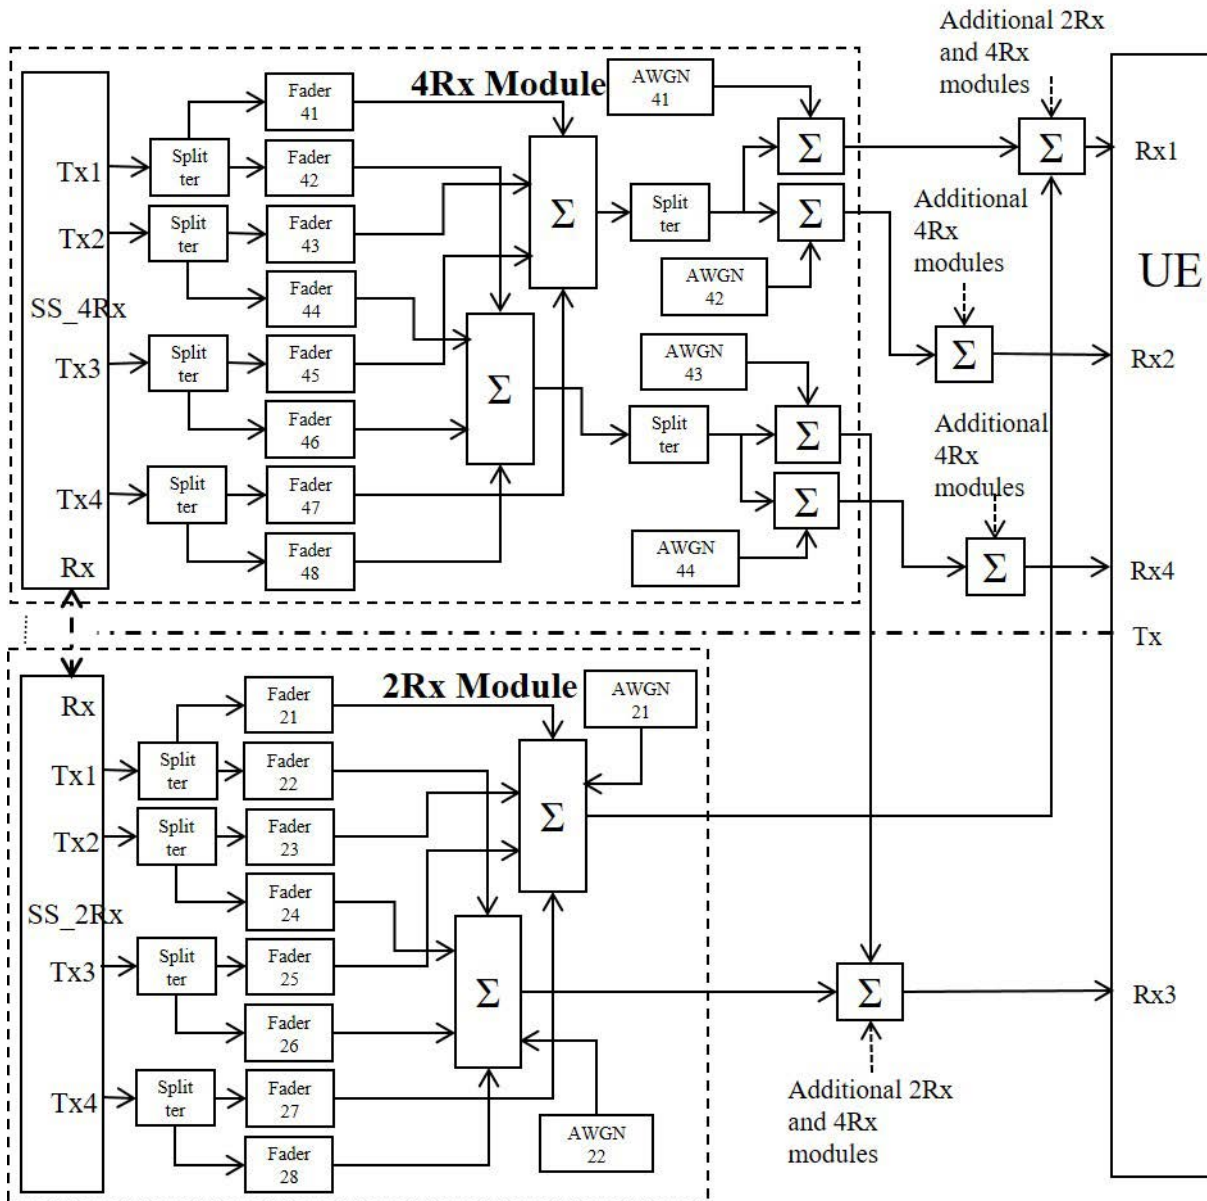 Additional 2Rx
and 4Rx
modules
4Rx Module
AWGN
41
Fader
41
Tx1
Split
ter
Fader
42
Σ
Σ
Σ
Rx1
Tx2
Split
ter
Fader
43
Split
ter
Σ
Additional
4Rx
modules
UE
AWGN
42
Fader
44
SS_4Rx
Σ
Σ
Rx2
Tx3
Split
ter
Fader
45
AWGN
43
Fader
46
Split
ter
Σ
Additional
4Rx
modules
Tx4
Split
ter
Fader
47
Σ
AWGN
44
Fader
48
Rx
Σ
Rx4
Tx
2Rx Module
AWGN
21
Rx
Fader
21
Tx1
Split
ter
Fader
22
Tx2
Split
ter
Fader
23
Σ
Fader
24
SS_2Rx
Tx3
Split
ter
Fader
25
Σ
Σ
Rx3
Fader
26
Tx4
Split
ter
Fader
27
Additional 2Rx
and 4Rx
modules
AWGN
22
Fader
28